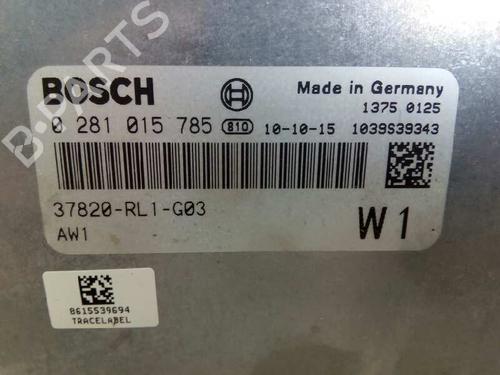 B-PARTS
BOSCH
Made in Germany
1375 0125
0 281 015 785 810 10-10-15 1039S39343
37820-RL1-G03
AW1
W1
8615539694
TRACELABEL